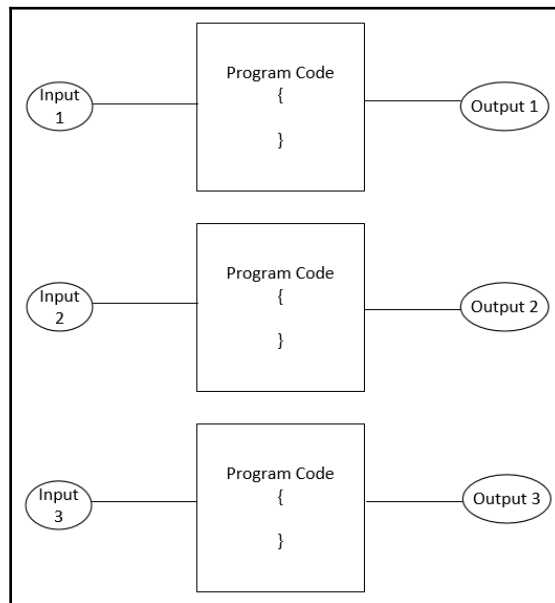 Program Code
{
}
Input
1
Output 1
Program Code
{
}
Input
2
Output 2
Program Code
{
}
Input
3
Output 3